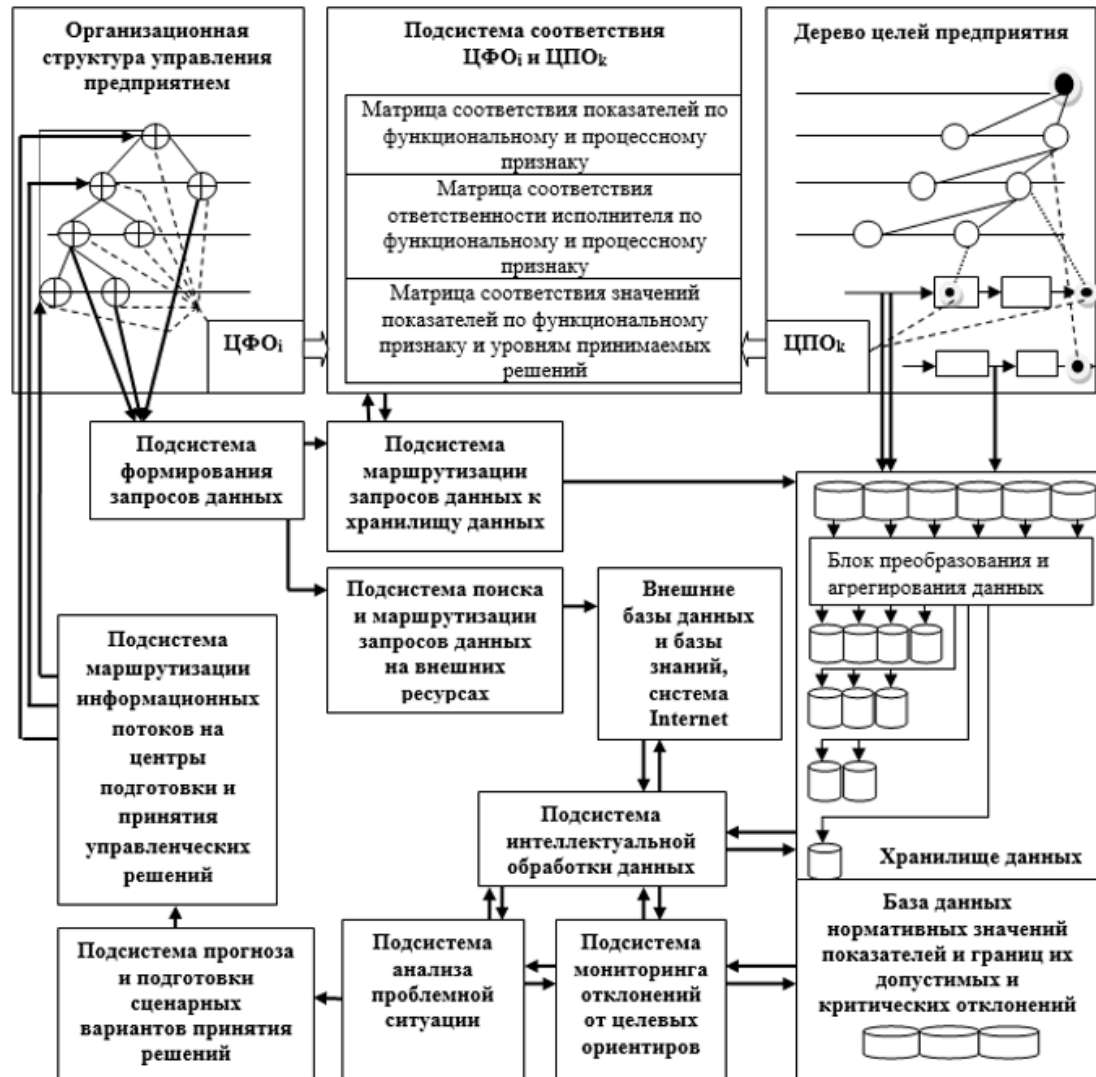 Организационная
структура управления
предприятием
ЦФОi
Подсистема соответствия
ЦФОi и ЦПОk
Матрица соответствия показателей по
функциональному и процессному
признаку
Матрица соответствия
ответственности исполнителя по
функциональному и процессному
признаку
Матрица соответствия значений
показателей по функциональному
признаку и уровням принимаемых
решений
Дерево целей предприятия
ЦПОk
Подсистема
формирования
запросов данных
Подсистема
маршрутизации
запросов данных к
хранилищу данных
Блок преобразования и
агрегирования данных
Подсистема поиска
и маршрутизации
запросов данных
на внешних
ресурсах
Внешние
базы данных
и базы
знаний,
система
Internet
Подсистема
маршрутизации
информационных
потоков на
центры
подготовки и
принятия
управленческих
решений
Подсистема
интеллектуальной
обработки данных
Хранилище данных
База данных
нормативных значений
показателей и границ их
допустимых и
критических отклонений
Подсистема прогноза
и подготовки
сценарных
вариантов принятия
решений
Подсистема
анализа
проблемной
ситуации
Подсистема
мониторинга
отклонений
от целевых
ориентиров